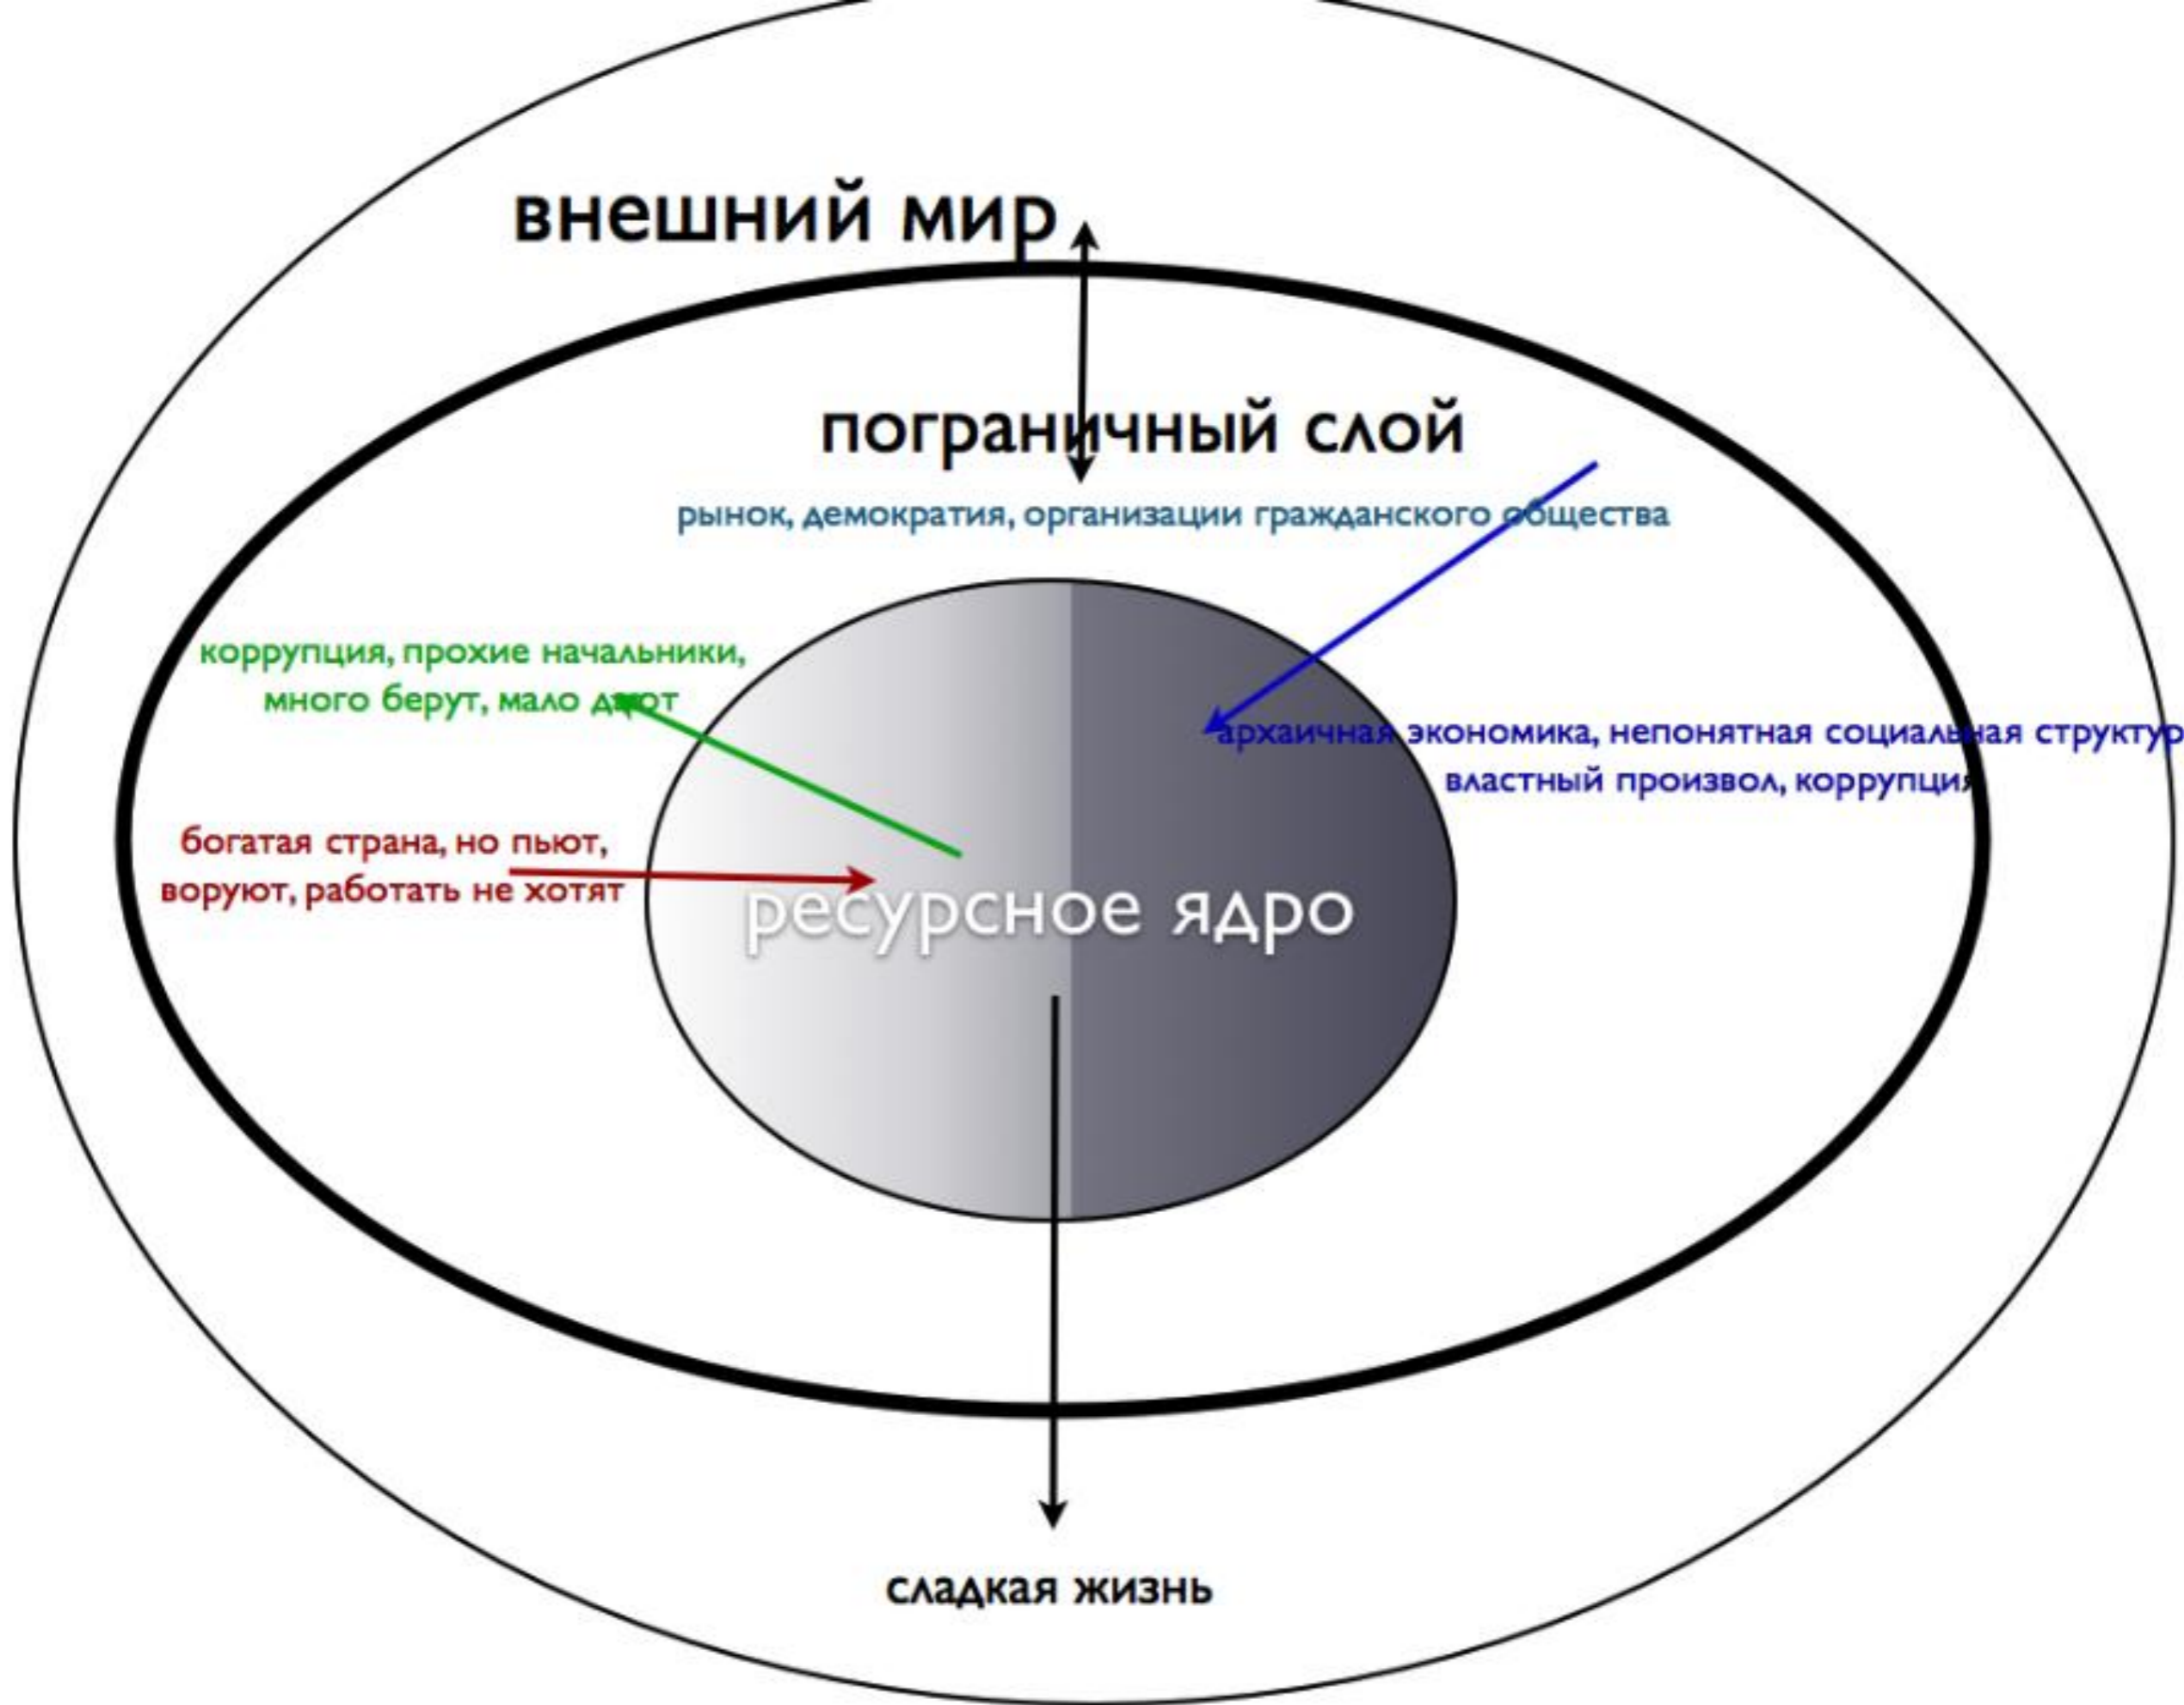 внешний мир
пограничный слой
рынок, демократия, организации гражданского общества
коррупция, прохие начальники,
много берут, мало дают
архаичная экономика, непонятная социальная структур
властный произвол, коррупция
богатая страна, но пьют,
воруют, работать не хотят
ресурсное ядро
сладкая жизнь